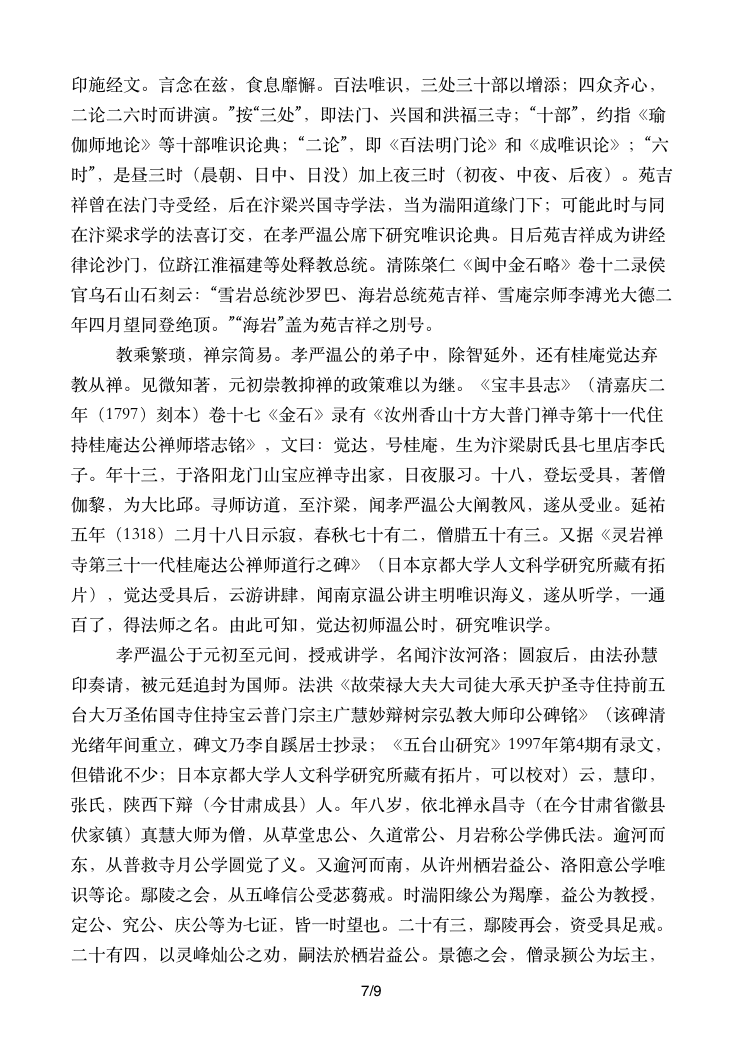 印施经文。言念在兹，食息靡懈。百法唯识，三处三十部以增添；四众齐心，
二论二六时而讲演。”按“三处”，即法门、兴国和洪福三寺；“十部”，约指《瑜
伽师地论》等十部唯识论典；“二论”，即《百法明门论》和《成唯识论》；“六
时”，是昼三时（晨朝、日中、日没）加上夜三时（初夜、中夜、后夜）。苑吉
祥曾在法门寺受经，后在汴梁兴国寺学法，当为湍阳道缘门下；可能此时与同
在汴梁求学的法喜订交，在孝严温公席下研究唯识论典。日后苑吉祥成为讲经
律论沙门，位跻江淮福建等处释教总统。清陈棨仁《闽中金石略》卷十二录侯
官乌石山石刻云：“雪岩总统沙罗巴、海岩总统苑吉祥、雪庵宗师李溥光大德二
年四月望同登绝顶。”“海岩”盖为苑吉祥之别号。
教乘繁琐，禅宗简易。孝严温公的弟子中，除智延外，还有桂庵觉达弃
教从禅。见微知著，元初崇教抑禅的政策难以为继。《宝丰县志》（清嘉庆二
年（1797）刻本）卷十七《金石》录有《汝州香山十方大普门禅寺第十一代住
持桂庵达公禅师塔志铭》，文曰：觉达，号桂庵，生为汴梁尉氏县七里店李氏
子。年十三，于洛阳龙门山宝应禅寺出家，日夜服习。十八，登坛受具，著僧
伽黎，为大比邱。寻师访道，至汴梁，闻孝严温公大阐教风，遂从受业。延祐
五年（1318）二月十八日示寂，春秋七十有二，僧腊五十有三。又据《灵岩禅
寺第三十一代桂庵达公禅师道行之碑》（日本京都大学人文科学研究所藏有拓
片），觉达受具后，云游讲肆，闻南京温公讲主明唯识海义，遂从听学，一通
百了，得法师之名。由此可知，觉达初师温公时，研究唯识学。
孝严温公于元初至元间，授戒讲学，名闻汴汝河洛；圆寂后，由法孙慧
印奏请，被元廷追封为国师。法洪《故荣禄大夫大司徒大承天护圣寺住持前五
台大万圣佑国寺住持宝云普门宗主广慧妙辩树宗弘教大师印公碑铭》（该碑清
光绪年间重立，碑文乃李自蹊居士抄录；《五台山研究》1997年第4期有录文，
但错讹不少；日本京都大学人文科学研究所藏有拓片，可以校对）云，慧印，
张氏，陕西下辩（今甘肃成县）人。年八岁，依北禅永昌寺（在今甘肃省徽县
伏家镇）真慧大师为僧，从草堂忠公、久道常公、月岩称公学佛氏法。逾河而
东，从普救寺月公学圆觉了义。又逾河而南，从许州栖岩益公、洛阳意公学唯
识等论。鄢陵之会，从五峰信公受苾蒭戒。时湍阳缘公为羯摩，益公为教授，
定公、究公、庆公等为七证，皆一时望也。二十有三，鄢陵再会，资受具足戒。
二十有四，以灵峰灿公之劝，嗣法於栖岩益公。景德之会，僧录颍公为坛主，
7/9